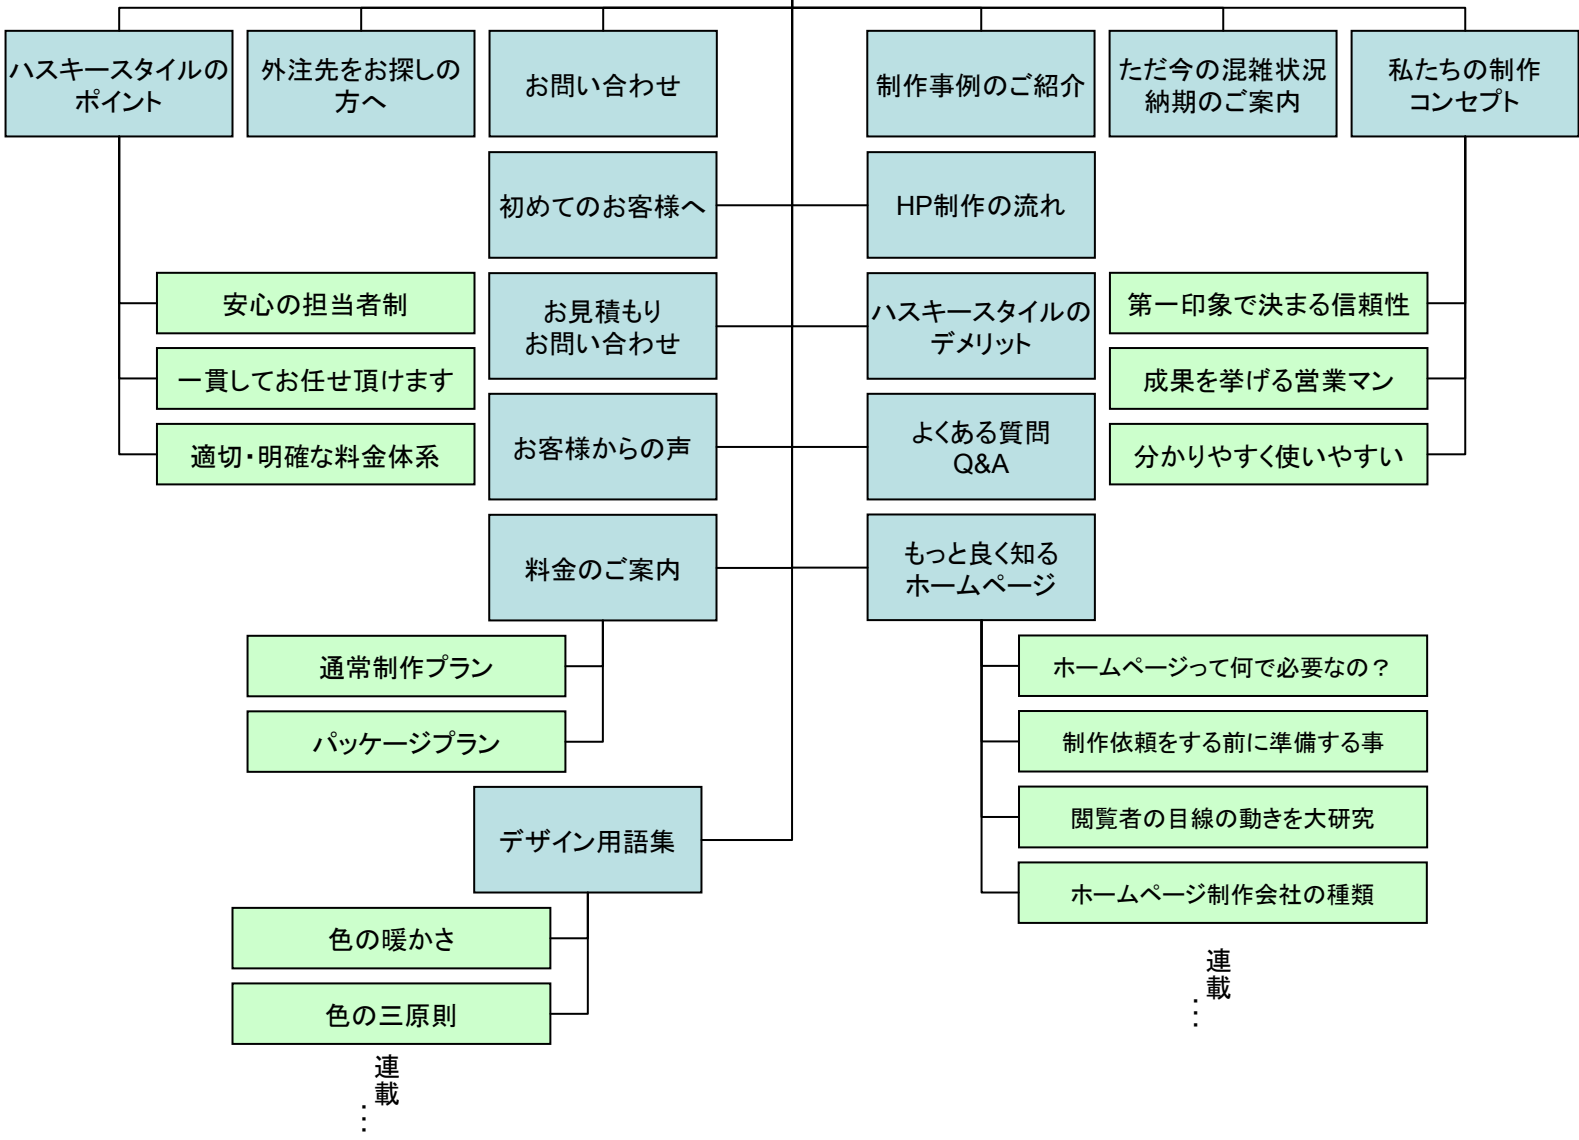 ハスキースタイルの
ポイント
外注先をお探しの
方へ
お問い合わせ
制作事例のご紹介
ただ今の混雑状況
納期のご案内
私たちの制作
コンセプト
初めてのお客様へ
HP制作の流れ
安心の担当者制
お見積もり
お問い合わせ
ハスキースタイルの
デメリット
第一印象で決まる信頼性
一貫してお任せ頂けます
成果を挙げる営業マン
適切・明確な料金体系
お客様からの声
よくある質問
Q&A
分かりやすく使いやすい
料金のご案内
もっと良く知る
ホームページ
通常制作プラン
ホームページって何で必要なの？
パッケージプラン
制作依頼をする前に準備する事
デザイン用語集
閲覧者の目線の動きを大研究
ホームページ制作会社の種類
色の暖かさ
連載
…
色の三原則
連載
…